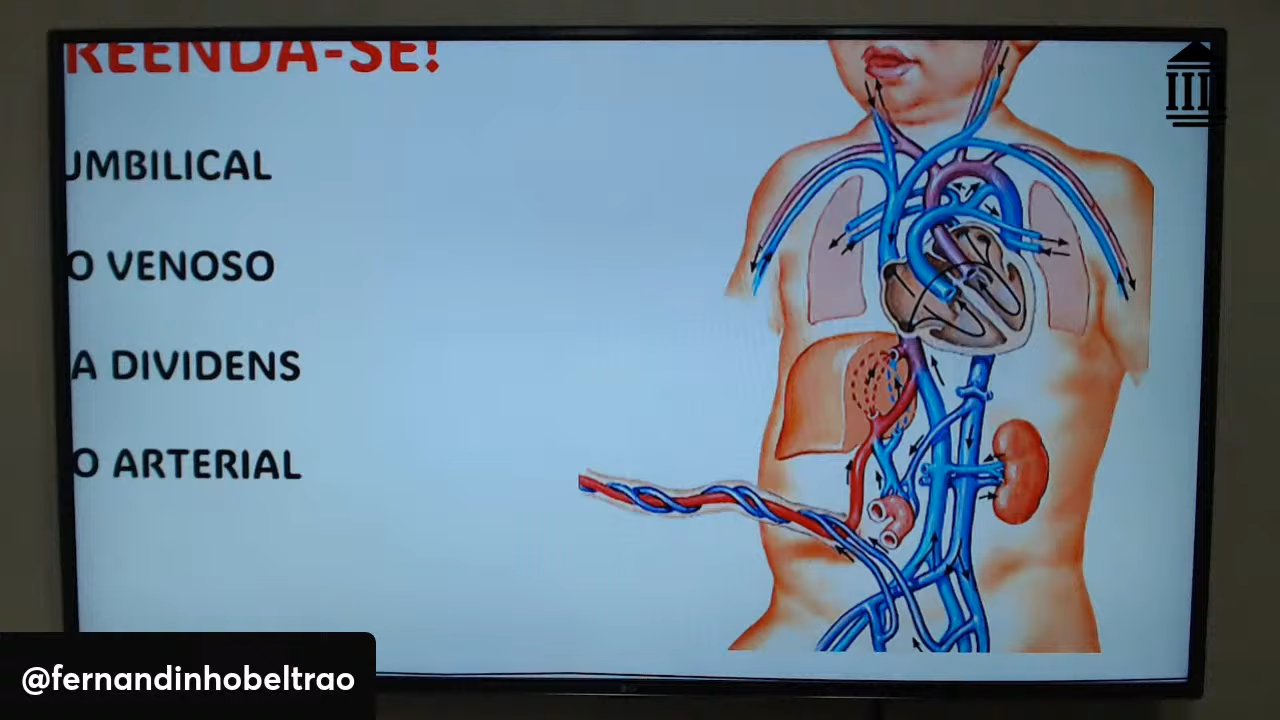 REENDA-SE!
UMBILICAL
O VENOSO
A DIVIDENS
O ARTERIAL
@fernandinhobeltrao